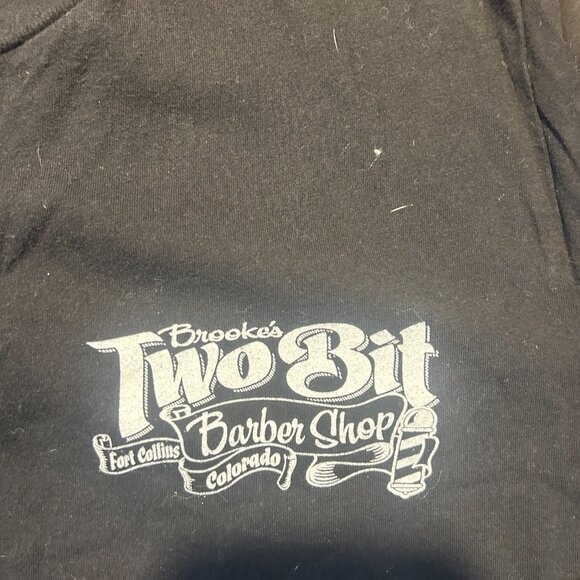 Brooke's
Two Bit
Barber Shop
Fort Collins
Colorado